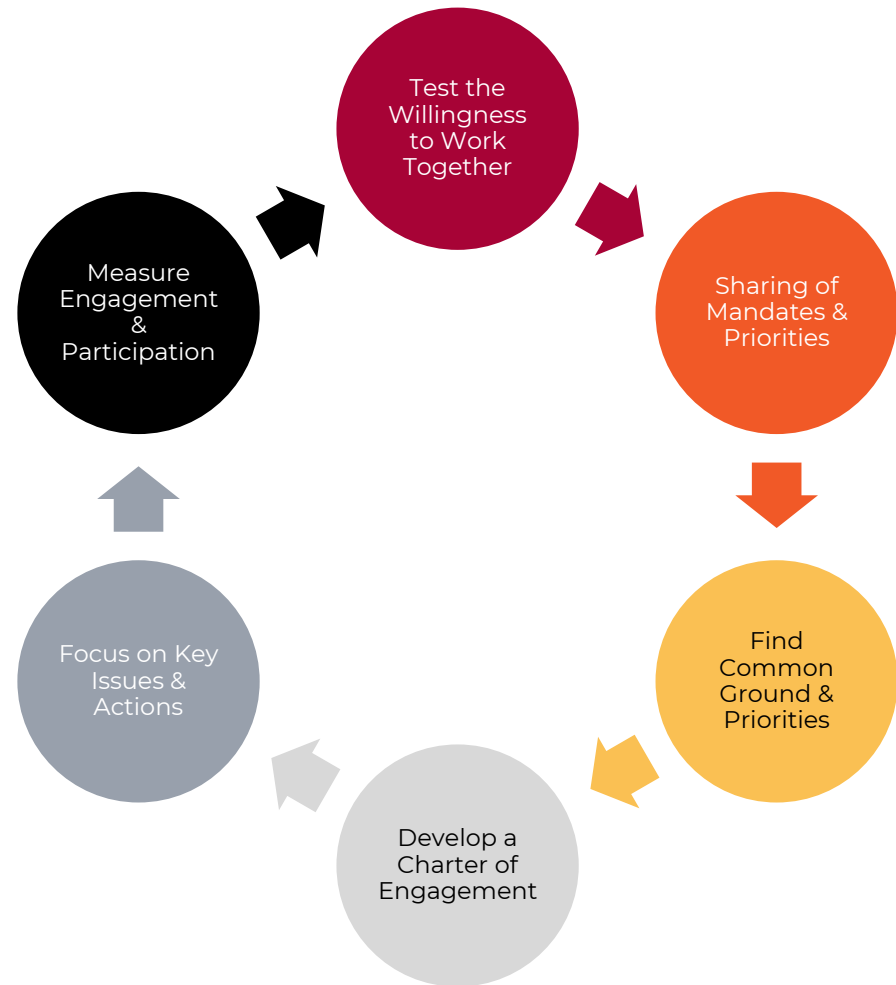 Test the
Willingness
to Work
Together
Sharing of
Mandates &
Priorities
Find
Common
Ground &
Priorities
Develop a
Charter of
Engagement
Focus on Key
Issues &
Actions
Measure
Engagement
&
Participation